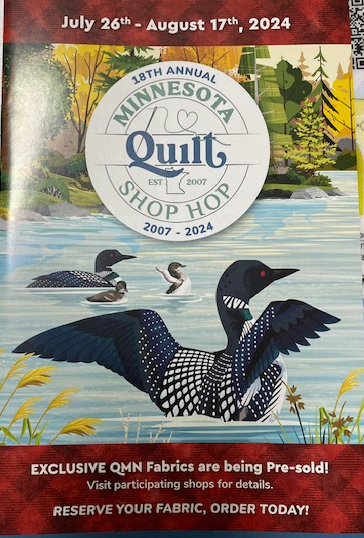 July 26th - August 17th, 2024
18TH ANNUAL
MINNESOTA
Quilt
EST 2007
SHOP HOP
2007 - 2024
EXCLUSIVE QMN Fabrics are being Pre-sold!
Visit participating shops for details.
RESERVE YOUR FABRIC, ORDER TODAY!